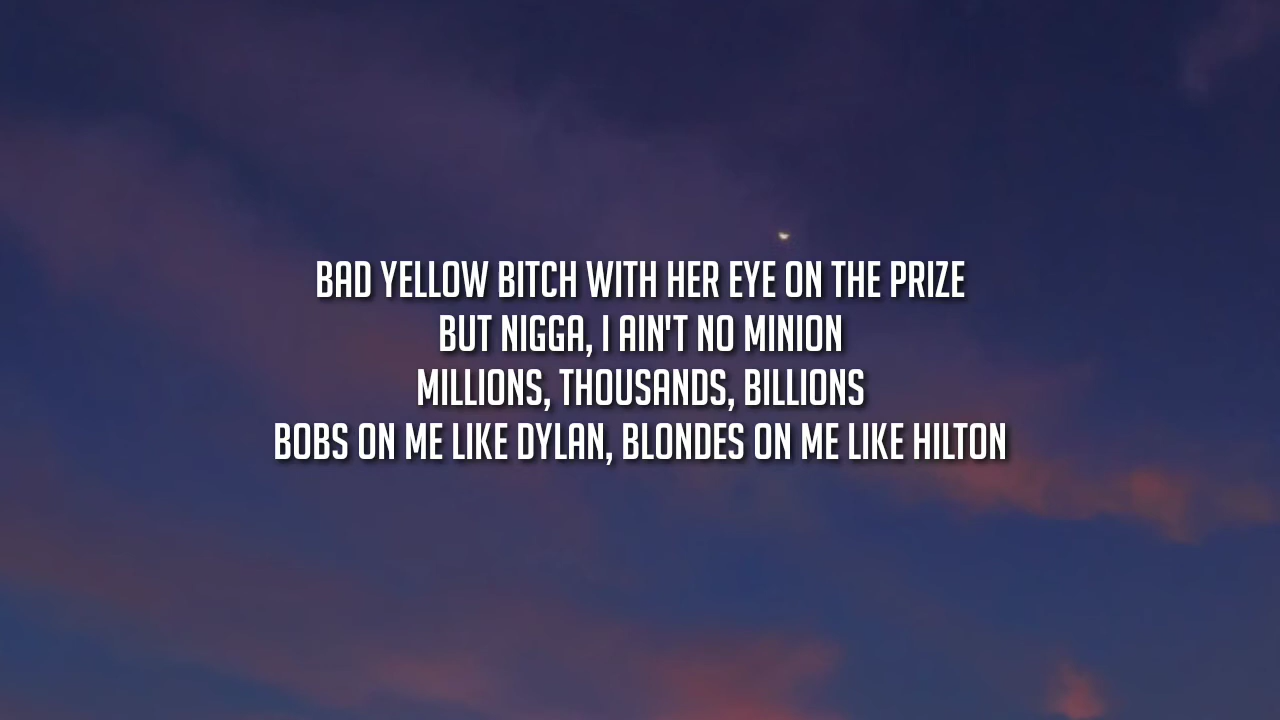 BAD YELLOW BITCH WITH HER EYE ON THE PRIZE
BUT NIGGA, I AIN'T NO MINION
MILLIONS, THOUSANDS, BILLIONS
BOBS ON ME LIKE DYLAN, BLONDES ON ME LIKE HILTON